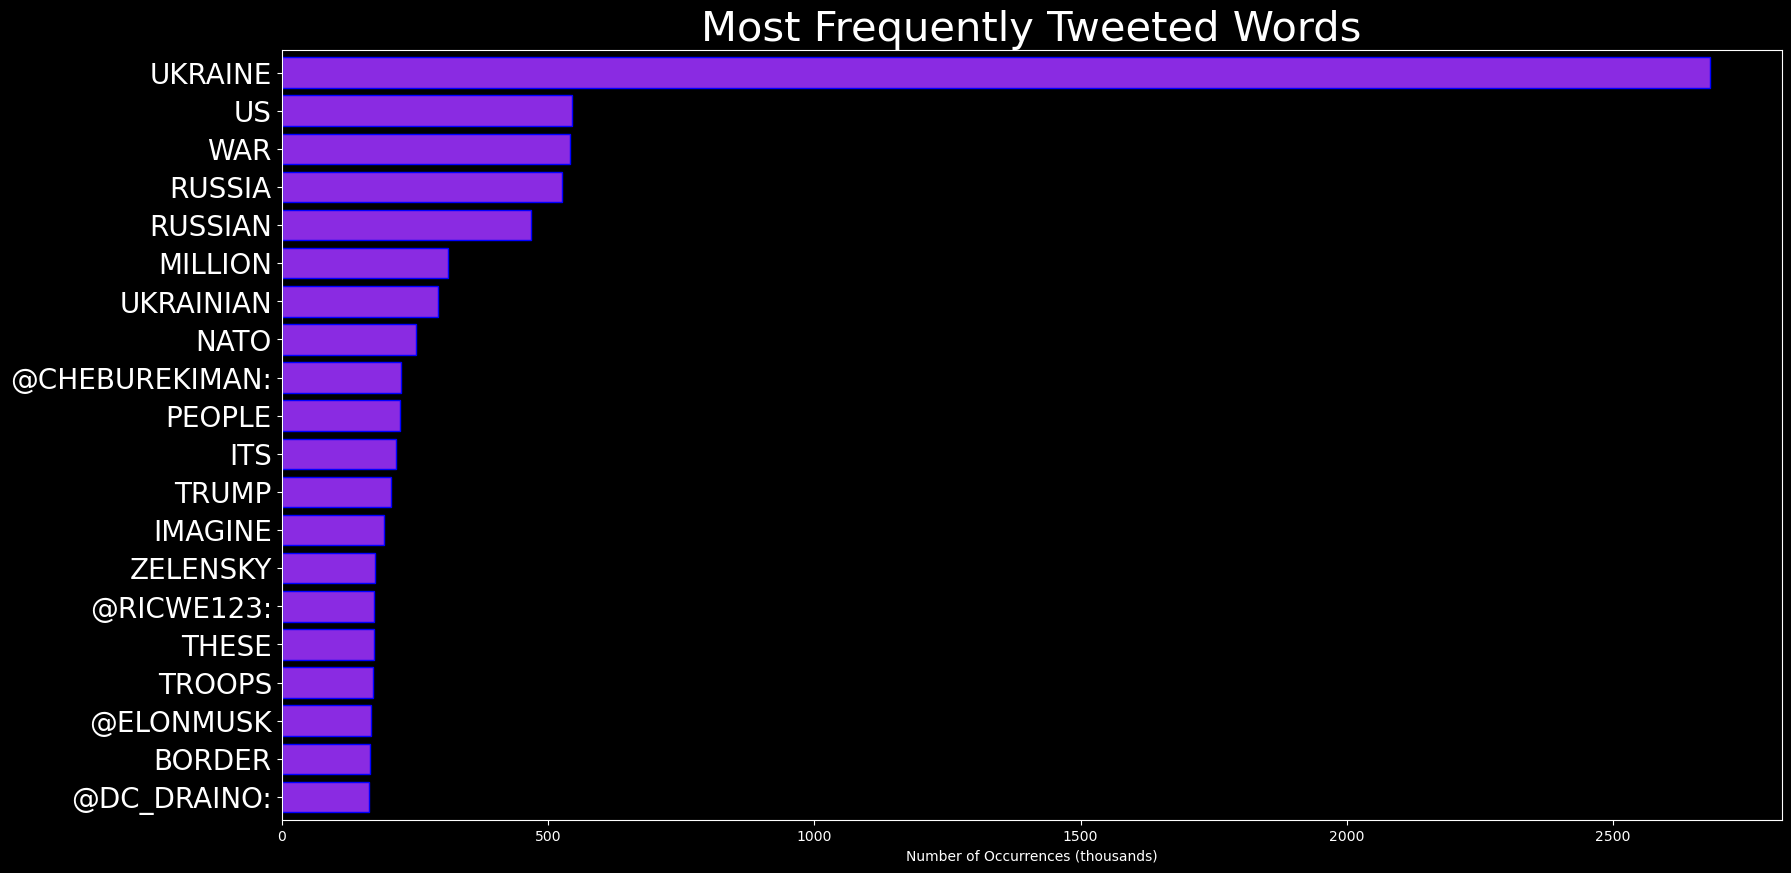 Most Frequently Tweeted Words
UKRAINE
US
WAR
RUSSIA
RUSSIAN
MILLION
UKRAINIAN
NATO
@CHEBUREKIMAN:
PEOPLE
ITS
TRUMP
IMAGINE
ZELENSKY
@RICWE123:
THESE
TROOPS
@ELONMUSK
BORDER
@DC_DRAINO:
0 500 1000 1500 2000 2500
Number of Occurrences (thousands)